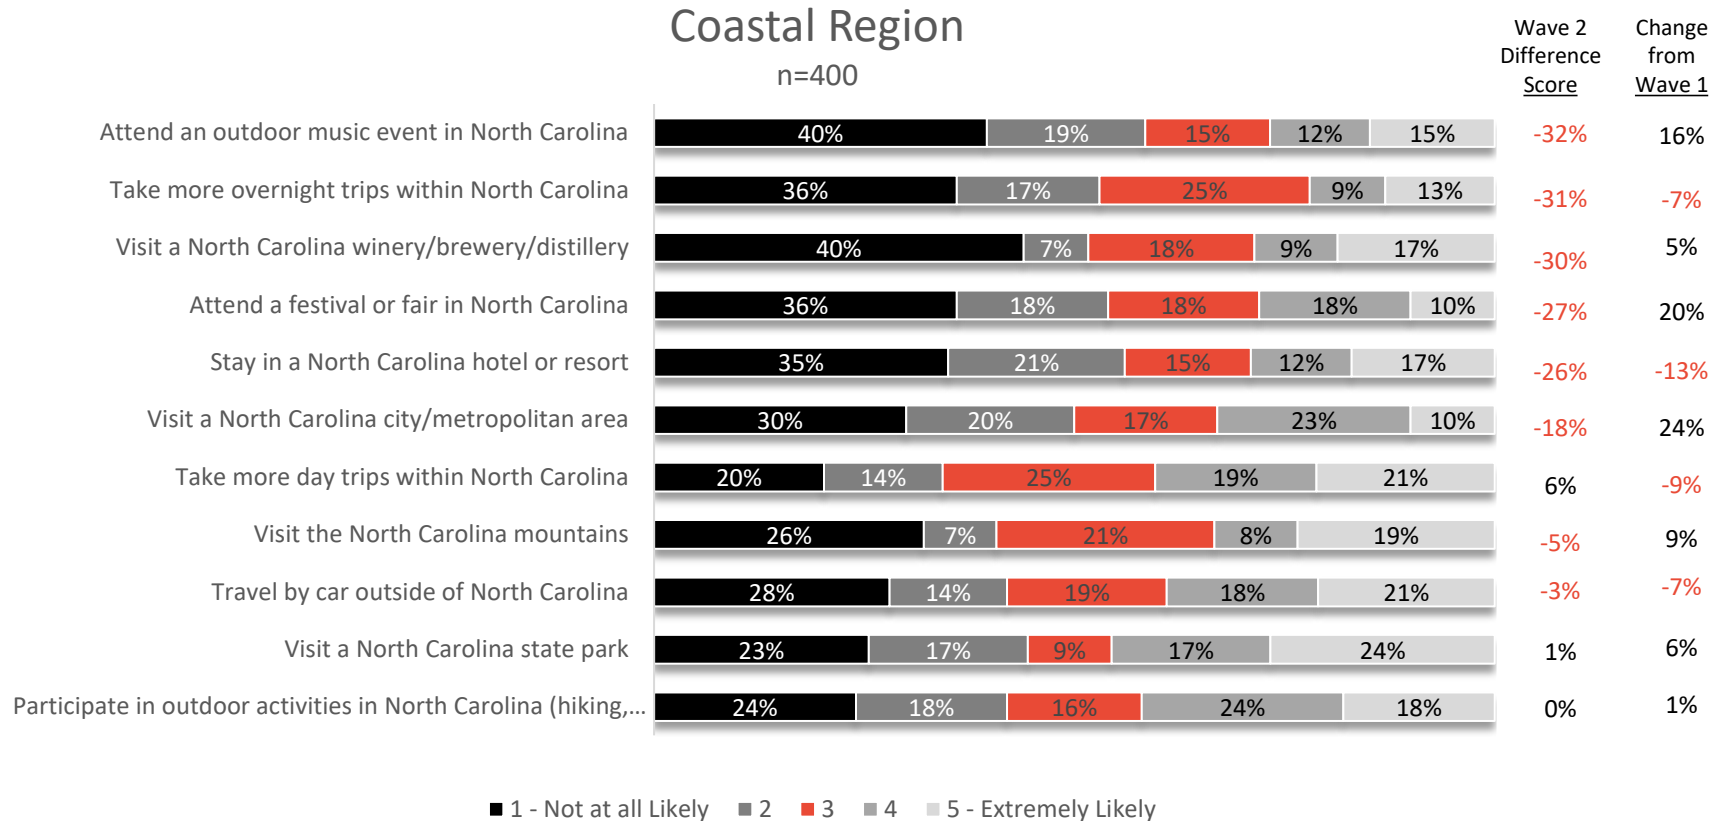 Coastal Region
n=400
Wave 2 Difference Score
Change from Wave 1
Attend an outdoor music event in North Carolina 40% 19% 15% 12% 15% -32% 16%
Take more overnight trips within North Carolina 36% 17% 25% 9% 13% -31% -7%
Visit a North Carolina winery/brewery/distillery 40% 7% 18% 9% 17% -30% 5%
Attend a festival or fair in North Carolina 36% 18% 18% 18% 10% -27% 20%
Stay in a North Carolina hotel or resort 35% 21% 15% 12% 17% -26% -13%
Visit a North Carolina city/metropolitan area 30% 20% 17% 23% 10% -18% 24%
Take more day trips within North Carolina 20% 14% 25% 19% 21% 6% -9%
Visit the North Carolina mountains 26% 7% 21% 8% 19% -5% 9%
Travel by car outside of North Carolina 28% 14% 19% 18% 21% -3% -7%
Visit a North Carolina state park 23% 17% 9% 17% 24% 1% 6%
Participate in outdoor activities in North Carolina (hiking,... 24% 18% 16% 24% 18% 0% 1%
1 - Not at all Likely 2 3 4 5 - Extremely Likely